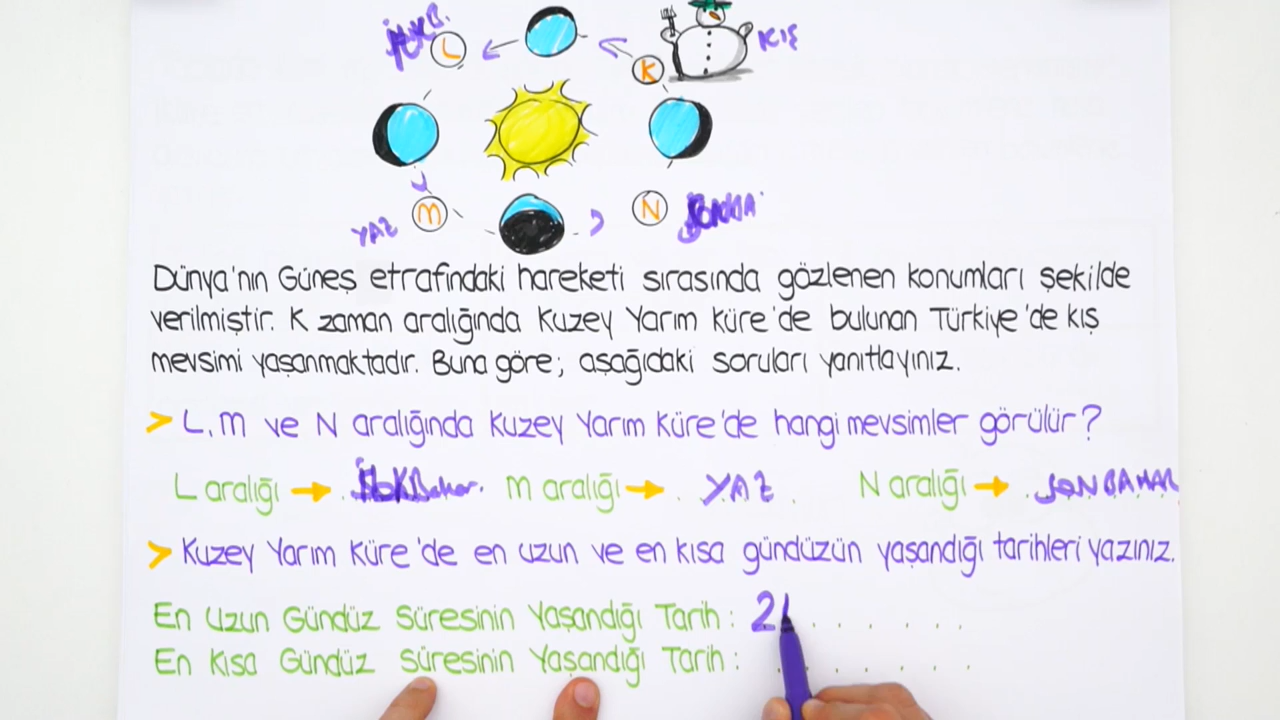 L
K
KIŞ
YAZ
M
N
Dünya'nın Güneş etrafındaki hareketi sırasında gözlenen konumları şekilde
verilmiştir. K zaman aralığında Kuzey Yarım Küre'de bulunan Türkiye'de kış
mevsimi yaşanmaktadır. Buna göre; aşağıdaki soruları yanıtlayınız.
> L, M ve N aralığında Kuzey Yarım Küre'de hangi mevsimler görülür?
L aralığı → M aralığı → YAZ N aralığı → SONBAHAR
> Kuzey Yarım Küre'de en uzun ve en kısa gündüzün yaşandığı tarihleri yazınız.
En Uzun Gündüz Süresinin Yaşandığı Tarih : 21
En Kısa Gündüz Süresinin Yaşandığı Tarih :